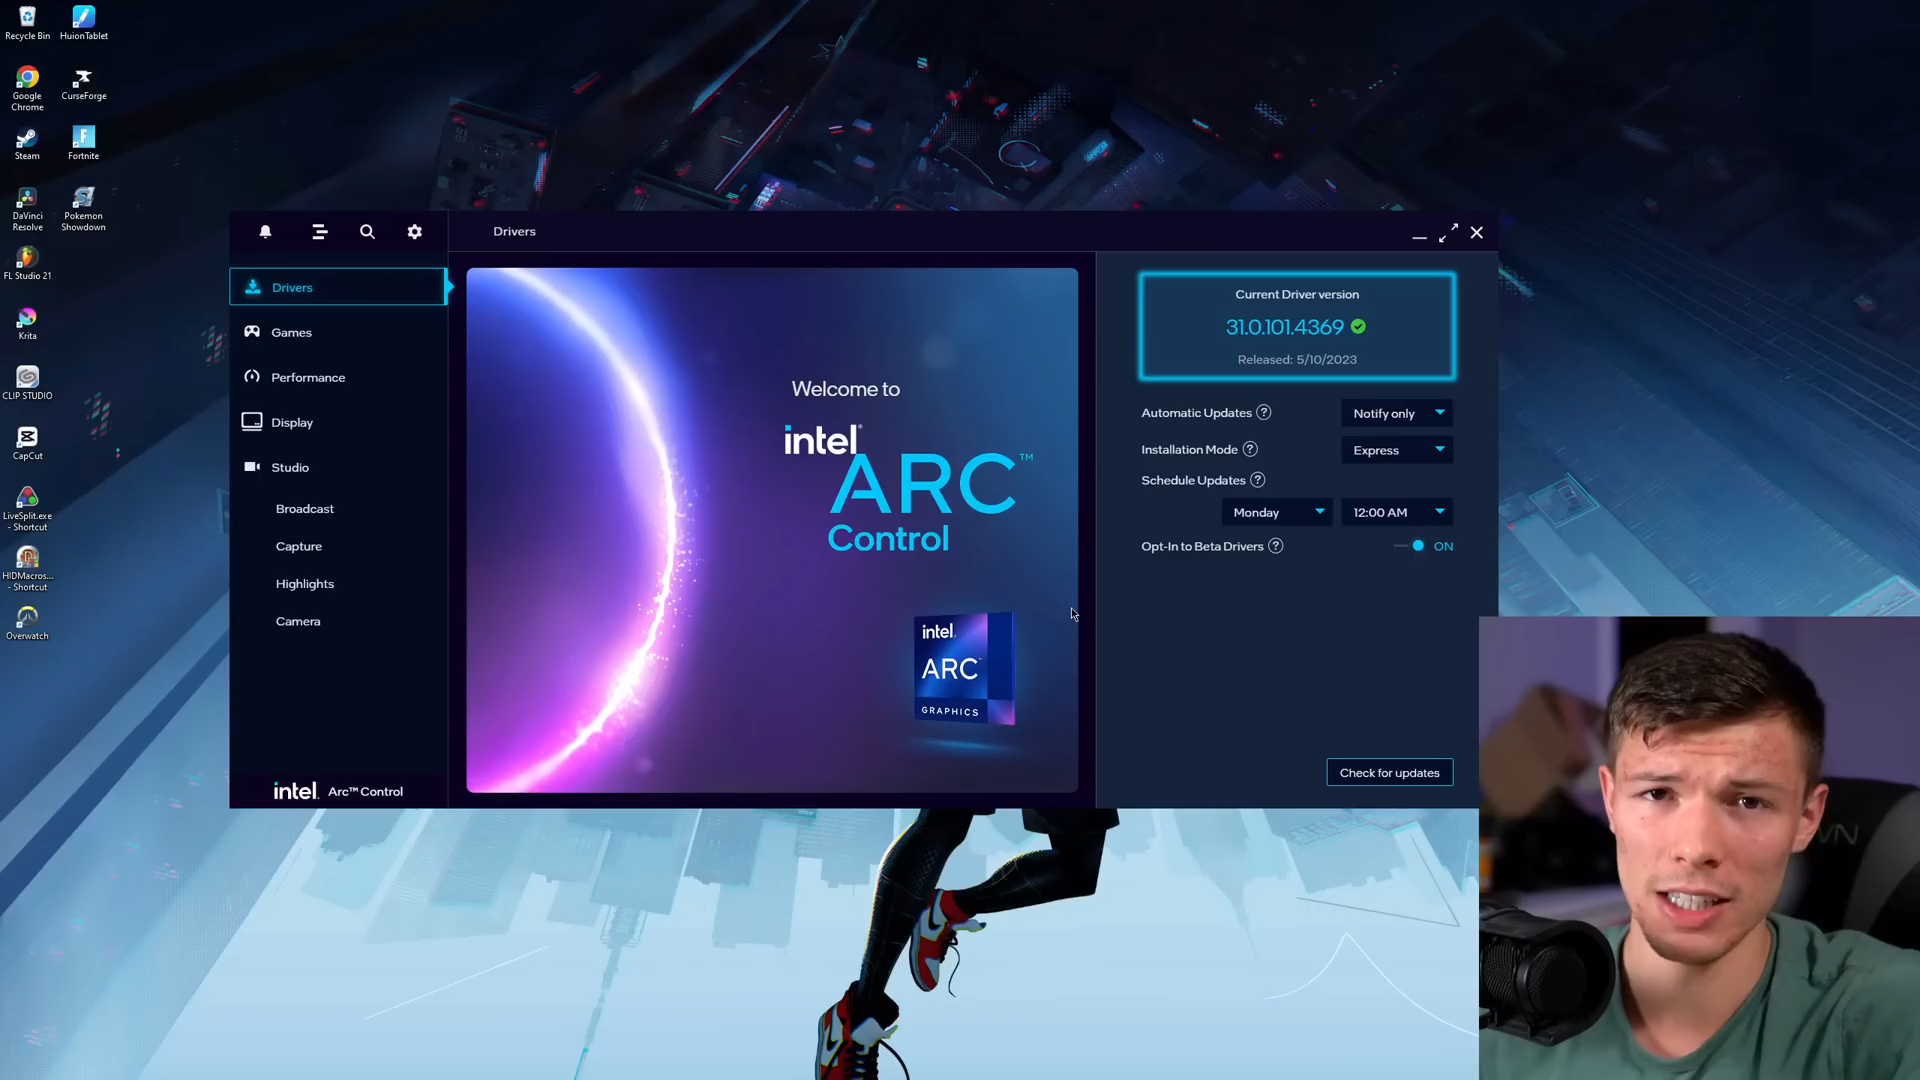 Recycle Bin
HuionTablet
Google
Chrome
CurseForge
Steam
Fortnite
DaVinci
Resolve
Pokemon
Showdown
FL Studio 21
Krita
CLIP STUDIO
CapCut
LiveSplit.exe
- Shortcut
HIDMacros...
- Shortcut
Overwatch
Drivers
Drivers
Games
Performance
Display
Studio
Broadcast
Capture
Highlights
Camera
intel. Arc™ Control
Welcome to
intel®
ARC™
Control
intel.
ARC™
GRAPHICS
Current Driver version
31.0.101.4369
Released: 5/10/2023
Automatic Updates ? Notify only
Installation Mode ? Express
Schedule Updates ?
Monday 12:00 AM
Opt-In to Beta Drivers ? ON
Check for updates